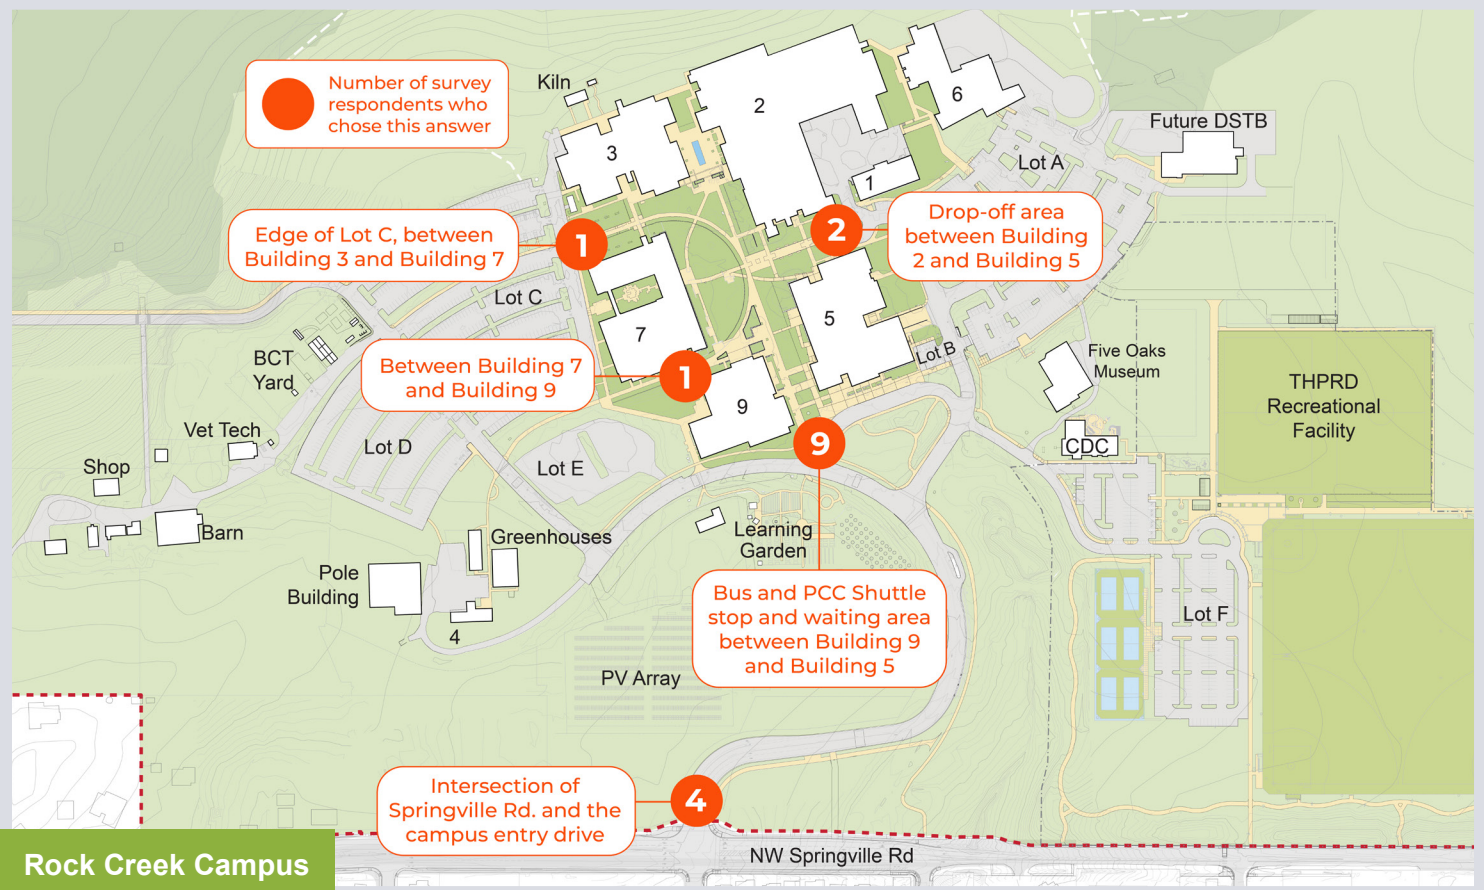 Number of survey
respondents who
chose this answer
Kiln
2
6
Future DSTB
3
Lot A
1
Edge of Lot C, between
Building 3 and Building 7
1
2
Drop-off area
between Building
2 and Building 5
Lot C
7
5
BCT
Yard
Lot B
Five Oaks
Museum
Between Building 7
and Building 9
1
9
THPRD
Recreational
Facility
Vet Tech
Lot D
9
CDC
Shop
Lot E
Barn
Greenhouses
Learning
Garden
Pole
Building
4
Bus and PCC Shuttle
stop and waiting area
between Building 9
and Building 5
Lot F
PV Array
Intersection of
Springville Rd. and the
campus entry drive
4
Rock Creek Campus
NW Springville Rd